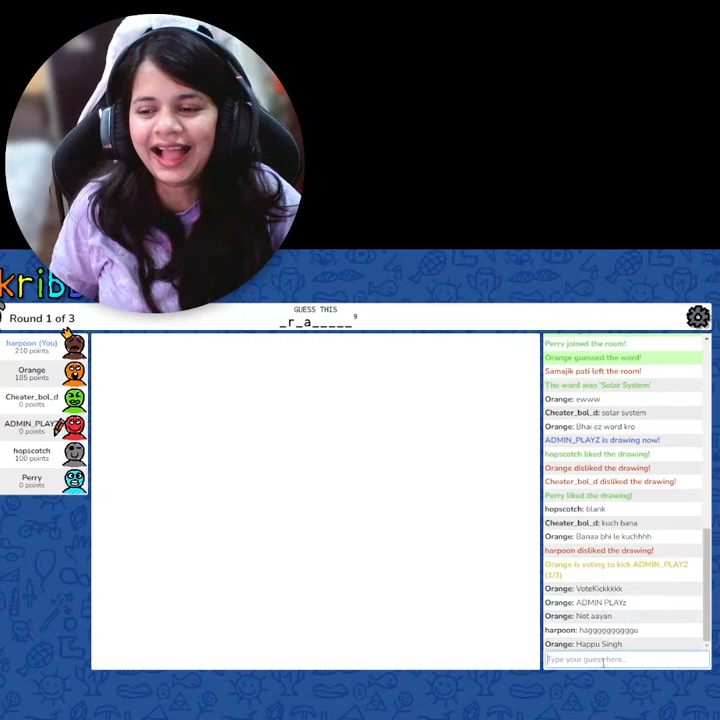 kribb
Round 1 of 3
GUESS THIS
_r_a_____ 9
harpoon (You)
210 points
Orange
185 points
Cheater_bol_d
0 points
ADMIN_PLAYZ
0 points
hopscotch
100 points
Perry
0 points
Perry joined the room!
Orange guessed the word!
Samajik pati left the room!
The word was 'Solar System'
Orange: ewww
Cheater_bol_d: solar system
Orange: Bhai ez word kro
ADMIN_PLAYZ is drawing now!
hopscotch liked the drawing!
Orange disliked the drawing!
Cheater_bol_d disliked the drawing!
Perry liked the drawing!
hopscotch: blank
Cheater_bol_d: kuch bana
Orange: Banaa bhi le kuchhhh
harpoon disliked the drawing!
Orange is voting to kick ADMIN_PLAYZ
(1/3)
Orange: VoteKickkkkk
Orange: ADMIN PLAYz
Orange: Not aayan
harpoon: hagggggggggu
Orange: Happu Singh
Type your guess here...